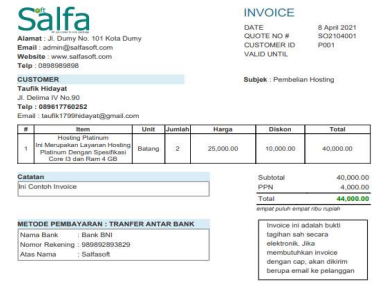 Salfa
soft
Alamat : Jl. Dumy No. 101 Kota Dumy
Email : admin@salfasoft.com
Website : www.salfasoft.com
Telp : 0898989898
INVOICE
DATE 8 April 2021
QUOTE NO # SO2104001
CUSTOMER ID P001
VALID UNTIL
CUSTOMER
Taufik Hidayat
Jl. Delima IV No.90
Telp : 089617760252
Email : taufik1799hidayat@gmail.com
Subjek : Pembelian Hosting
# Item Unit Jumlah Harga Diskon Total
1 Hosting Platinum
Ini Merupakan Layanan Hosting
Platinum Dengan Spesifikasi
Core I3 dan Ram 4 GB
Batang 2 25,000.00 10,000.00 40,000.00
Catatan
Ini Contoh Invoice
Subtotal 40,000.00
PPN 4,000.00
Total 44,000.00
empat puluh empat ribu rupiah
METODE PEMBAYARAN : TRANFER ANTAR BANK
Nama Bank : Bank BNI
Nomor Rekening : 989892893829
Atas Nama : Salfasoft
Invoice ini adalah bukti
tagihan sah secara
elektronik. Jika
membutuhkan invoice
dengan cap, akan dikirim
berupa email ke pelanggan